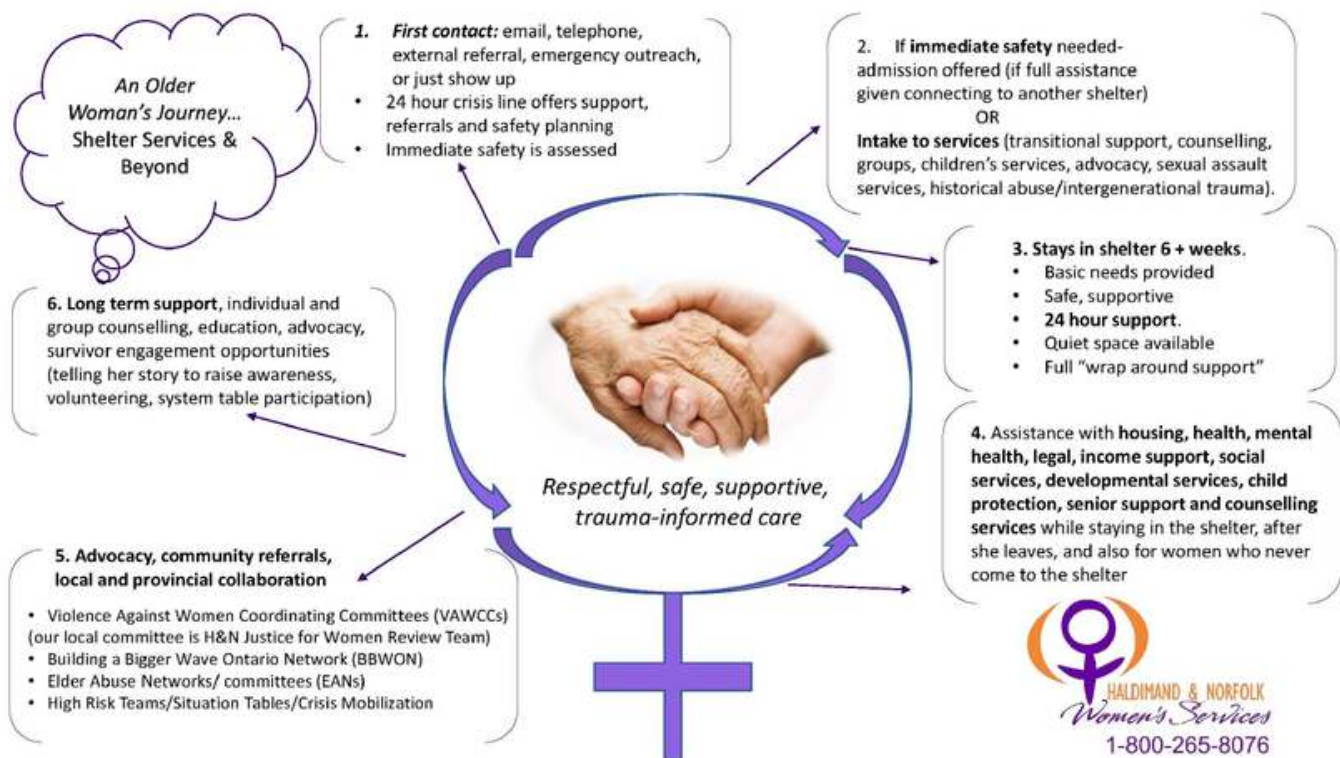 An Older
Woman's Journey...
Shelter Services &
Beyond
1. First contact: email, telephone,
external referral, emergency outreach,
or just show up
• 24 hour crisis line offers support,
referrals and safety planning
• Immediate safety is assessed
2. If immediate safety needed-
admission offered (if full assistance
given connecting to another shelter)
OR
Intake to services (transitional support, counselling,
groups, children's services, advocacy, sexual assault
services, historical abuse/intergenerational trauma).
3. Stays in shelter 6 + weeks.
• Basic needs provided
• Safe, supportive
• 24 hour support.
• Quiet space available
• Full "wrap around support"
4. Assistance with housing, health, mental
health, legal, income support, social
services, developmental services, child
protection, senior support and counselling
services while staying in the shelter, after
she leaves, and also for women who never
come to the shelter
5. Advocacy, community referrals,
local and provincial collaboration
• Violence Against Women Coordinating Committees (VAWCCs)
(our local committee is H&N Justice for Women Review Team)
• Building a Bigger Wave Ontario Network (BBWON)
• Elder Abuse Networks/ committees (EANs)
• High Risk Teams/Situation Tables/Crisis Mobilization
6. Long term support, individual and
group counselling, education, advocacy,
survivor engagement opportunities
(telling her story to raise awareness,
volunteering, system table participation)
Respectful, safe, supportive,
trauma-informed care
HALDIMAND & NORFOLK
Women's Services
1-800-265-8076